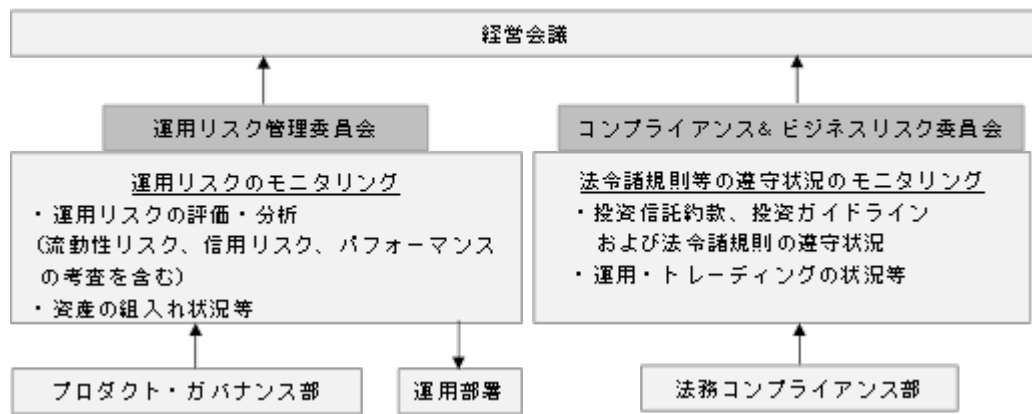 経営会議
運用リスク管理委員会
運用リスクのモニタリング
・運用リスクの評価・分析
(流動性リスク、信用リスク、パフォーマンス
の考査を含む)
・資産の組入れ状況等
コンプライアンス& ビジネスリスク委員会
法令諸規則等の遵守状況のモニタリング
・投資信託約款、投資ガイドライン
および法令諸規則の遵守状況
・運用・トレーディングの状況等
プロダクト・ガバナンス部
運用部署
法務コンプライアンス部